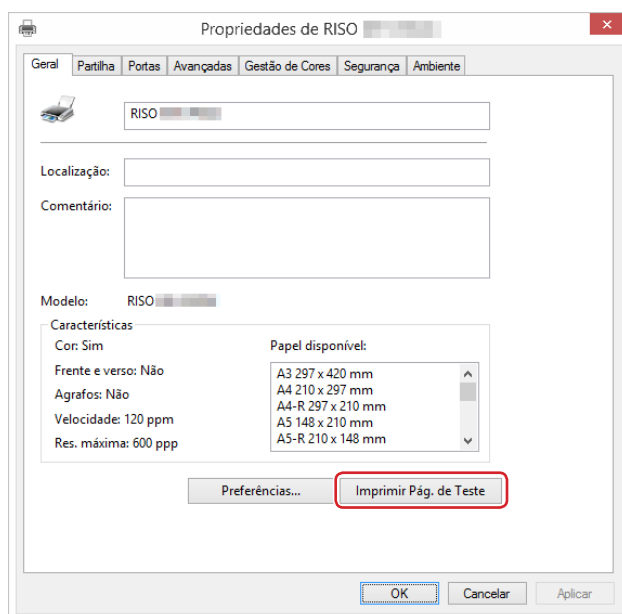 Propriedades de RISO
Geral Partilha Portas Avançadas Gestão de Cores Segurança Ambiente
RISO
Localização:
Comentário:
Modelo: RISO
Características
Cor: Sim
Papel disponível:
Frente e verso: Não
Agrafos: Não
Velocidade: 120 ppm
Res. máxima: 600 ppp
A3 297 x 420 mm
A4 210 x 297 mm
A4-R 297 x 210 mm
A5 148 x 210 mm
A5-R 210 x 148 mm
Preferências... Imprimir Pág. de Teste
OK Cancelar Aplicar